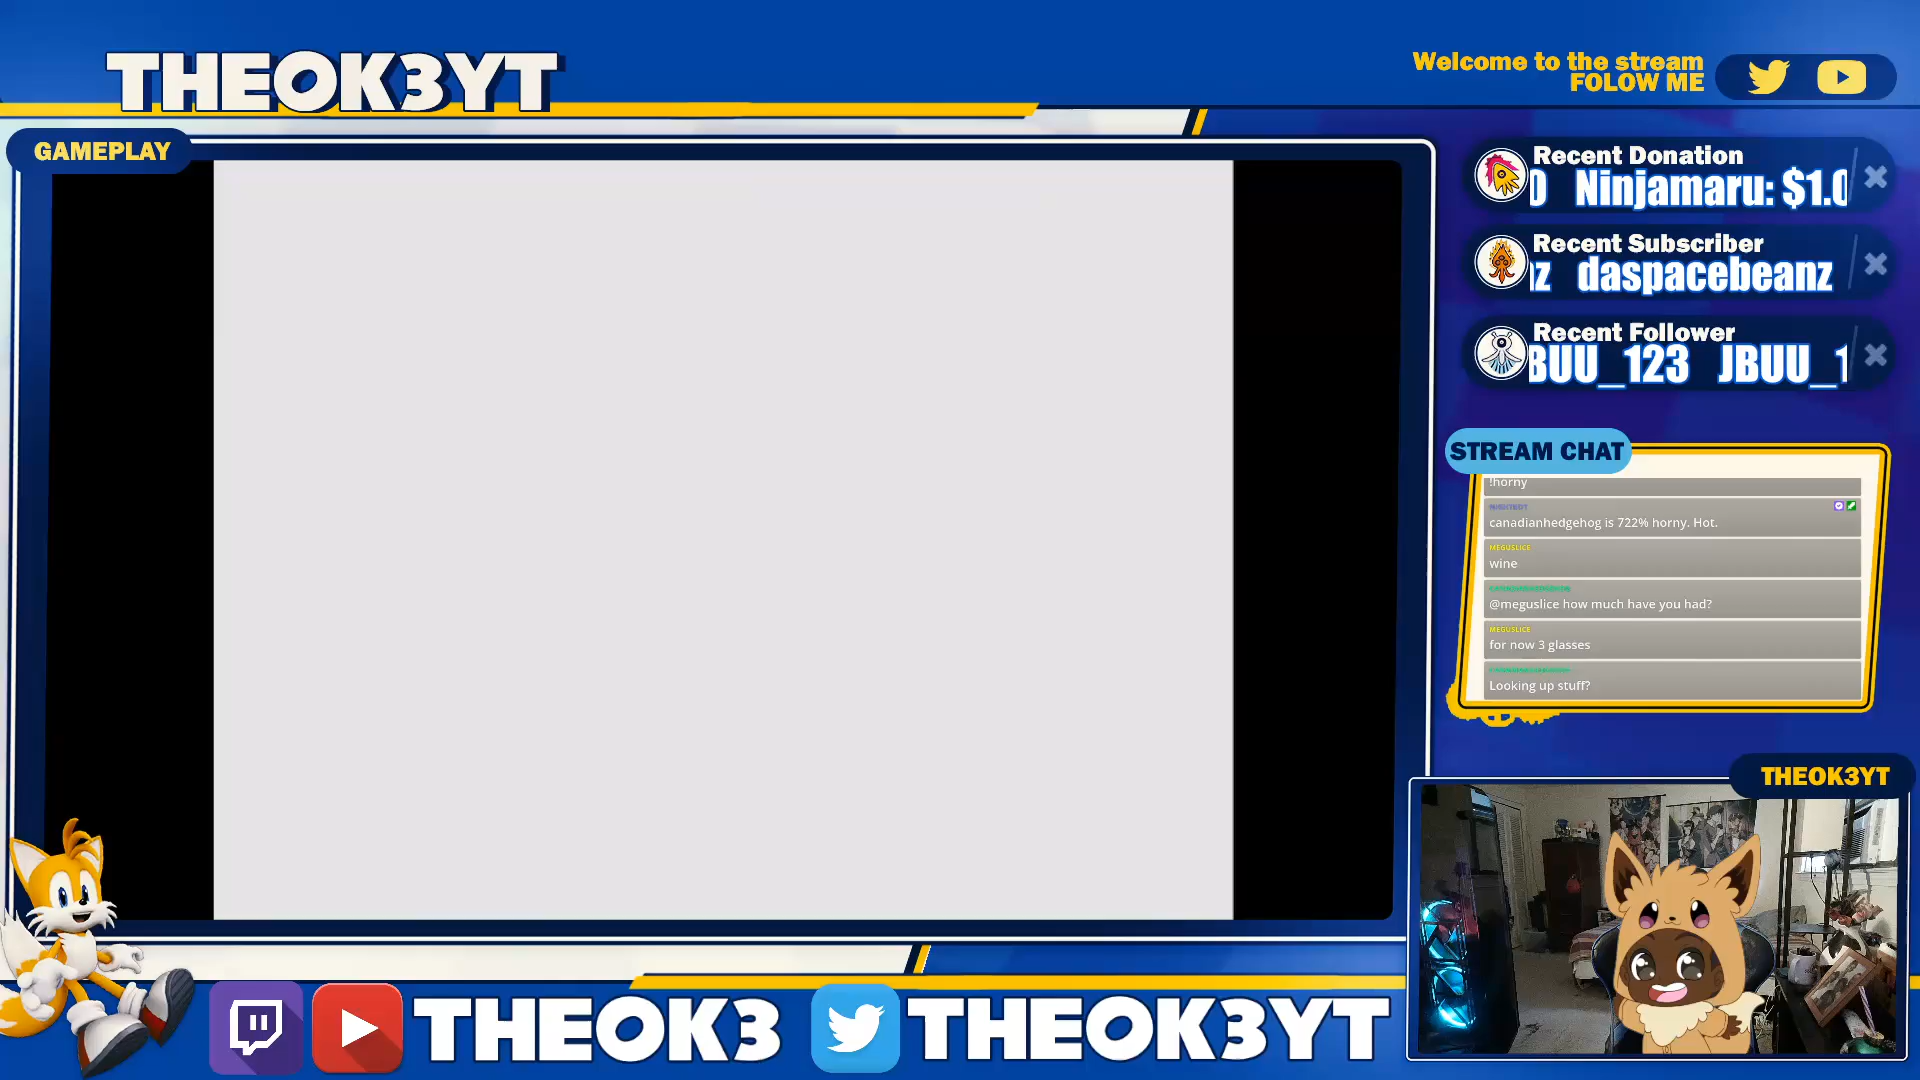 THEOK3YT
Welcome to the stream
FOLOW ME
GAMEPLAY
Recent Donation
0 Ninjamaru: $1.0
Recent Subscriber
z daspacebeanz
Recent Follower
BUU_123 JBUU_1
STREAM CHAT
!horny
canadianhedgehog is 722% horny. Hot.
MEGUSLICE
wine
@meguslice how much have you had?
MEGUSLICE
for now 3 glasses
Looking up stuff?
THEOK3YT
THEOK3
THEOK3YT